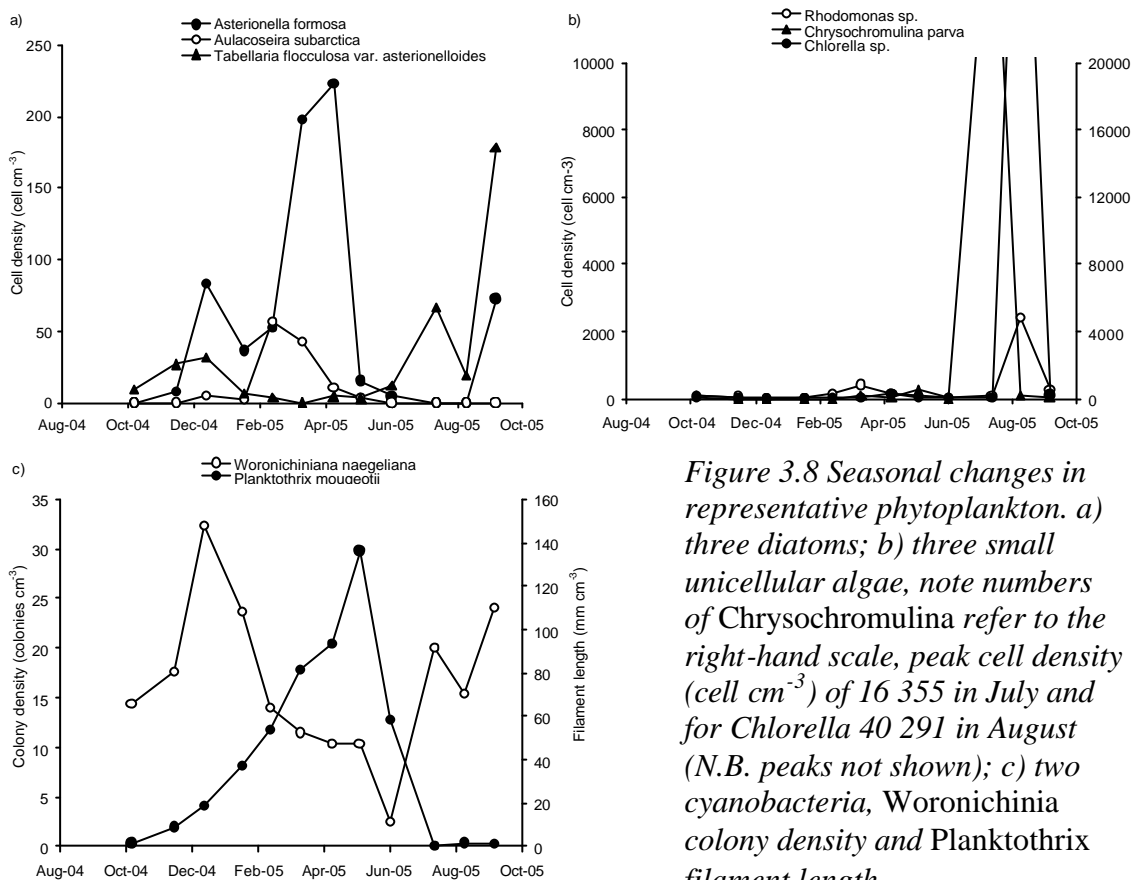 a)
Asterionella formosa
Aulacoseira subarctica
Tabellaria flocculosa var. asterionelloides
250
200
150
100
50
0
Cell density (cell cm-3)
Aug-04 Oct-04 Dec-04 Feb-05 Apr-05 Jun-05 Aug-05 Oct-05
b)
Rhodomonas sp.
Chrysochromulina parva
Chlorella sp.
10000
8000
6000
4000
2000
0
Cell density (cell cm-3)
20000
16000
12000
8000
4000
0
Aug-04 Oct-04 Dec-04 Feb-05 Apr-05 Jun-05 Aug-05 Oct-05
c)
Woronichiniana naegeliana
Planktothrix mougeotii
35
30
25
20
15
10
5
0
Colony density (colonies cm-3)
160
140
120
100
80
60
40
20
0
Filament length (mm cm-3)
Aug-04 Oct-04 Dec-04 Feb-05 Apr-05 Jun-05 Aug-05 Oct-05
Figure 3.8 Seasonal changes in
representative phytoplankton. a)
three diatoms; b) three small
unicellular algae, note numbers
of Chrysochromulina refer to the
right-hand scale, peak cell density
(cell cm-3) of 16 355 in July and
for Chlorella 40 291 in August
(N.B. peaks not shown); c) two
cyanobacteria, Woronichinia
colony density and Planktothrix
filament length